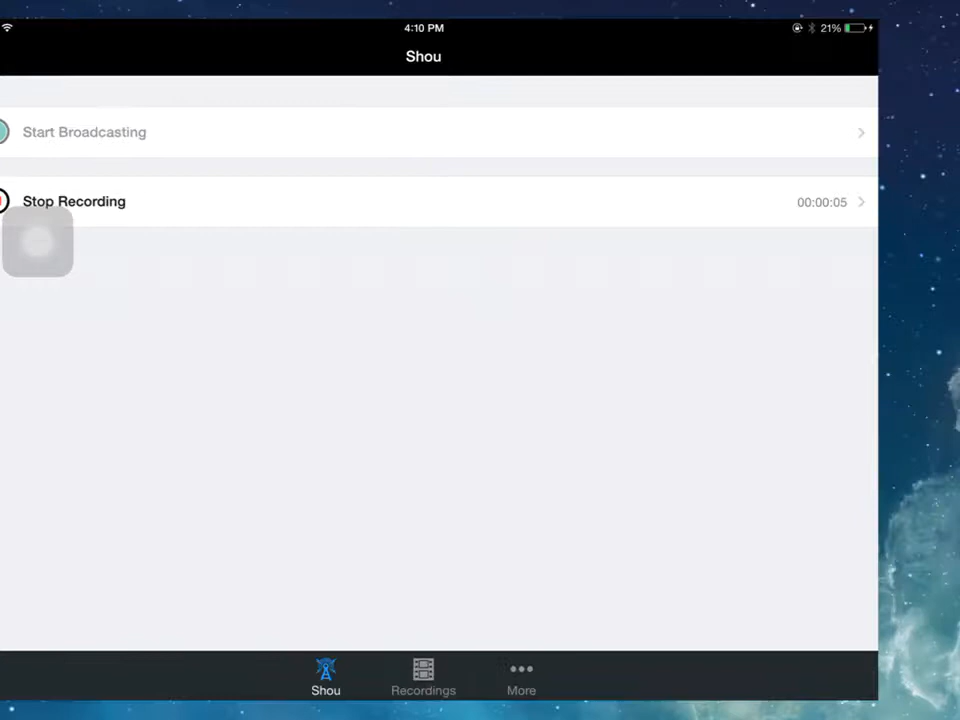 4:10 PM
21%
Shou
Start Broadcasting
Stop Recording 00:00:05
Shou
Recordings
More